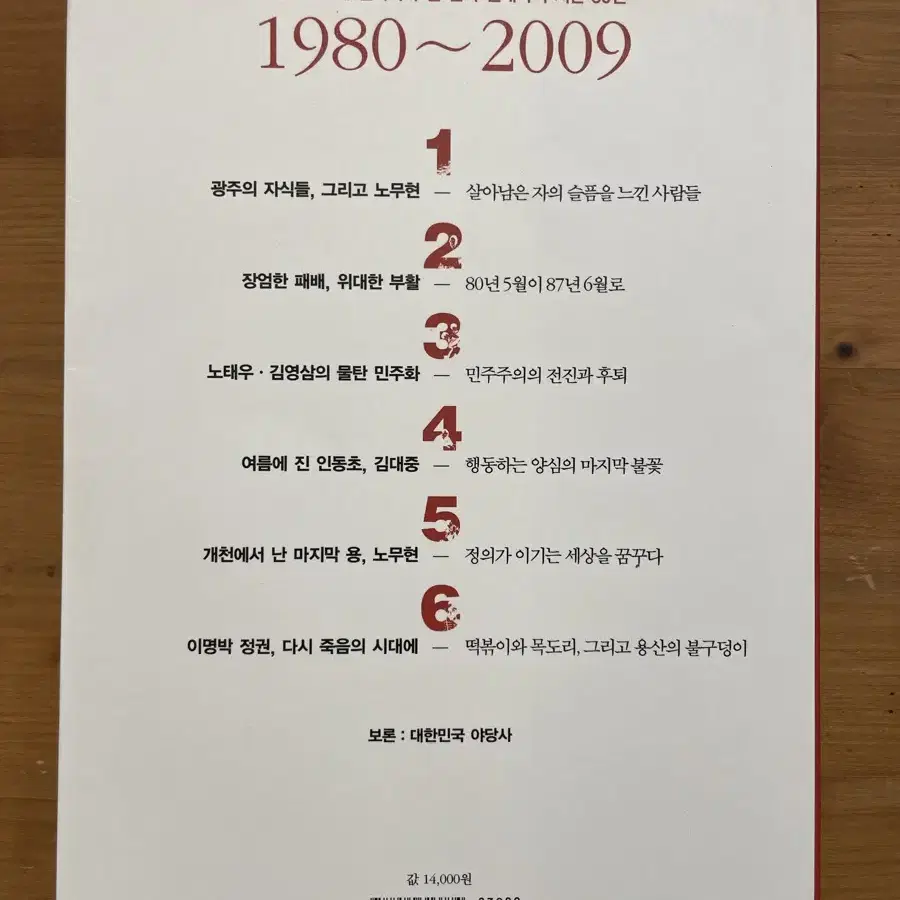 1980~2009
1
광주의 자식들, 그리고 노무현 — 살아남은 자의 슬픔을 느낀 사람들
2
장엄한 패배, 위대한 부활 — 80년 5월이 87년 6월로
3
노태우·김영삼의 물탄 민주화 — 민주주의의 전진과 후퇴
4
여름에 진 인동초, 김대중 — 행동하는 양심의 마지막 불꽃
5
개천에서 난 마지막 용, 노무현 — 정의가 이기는 세상을 꿈꾸다
6
이명박 정권, 다시 죽음의 시대에 — 떡볶이와 목도리, 그리고 용산의 불구덩이
보론 : 대한민국 야당사
값 14,000원